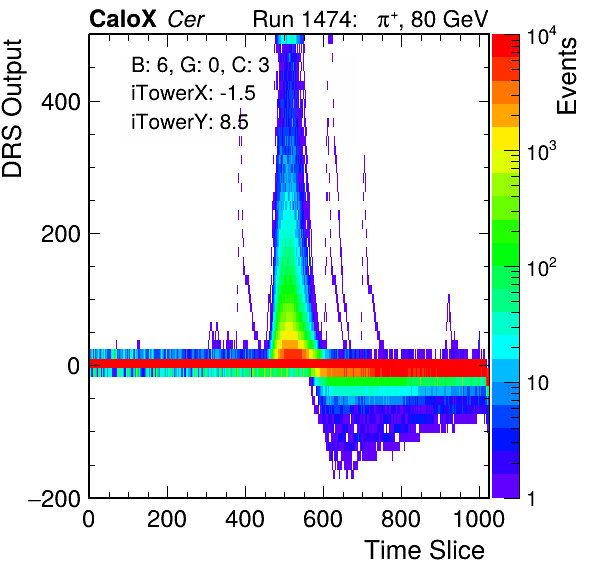 CaloX Cer Run 1474: π⁺, 80 GeV
B: 6, G: 0, C: 3
iTowerX: -1.5
iTowerY: 8.5
DRS Output
400
200
0
−200
0 200 400 600 800 1000
Time Slice
Events
10⁴
10³
10²
10
1